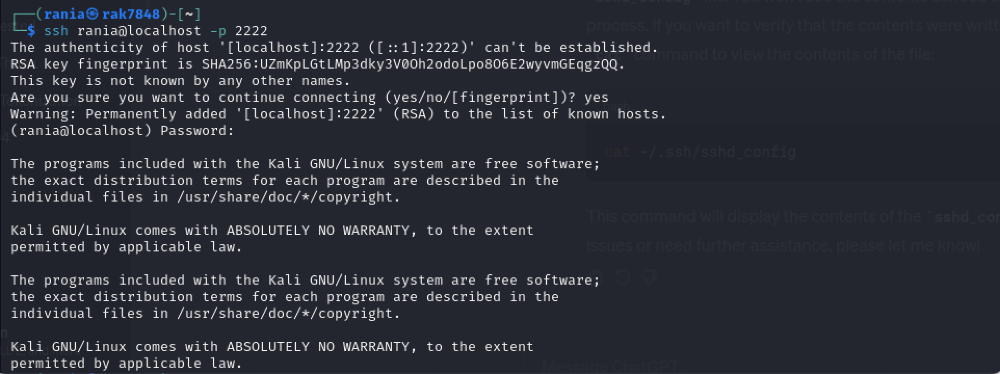 ┌──(rania㉿rak7848)-[~]
└─$ ssh rania@localhost -p 2222
The authenticity of host '[localhost]:2222 ([::1]:2222)' can't be established.
RSA key fingerprint is SHA256:UZmKpLGtLMp3dky3V0Oh2odoLpo8O6E2wyvmGEqgzQQ.
This key is not known by any other names.
Are you sure you want to continue connecting (yes/no/[fingerprint])? yes
Warning: Permanently added '[localhost]:2222' (RSA) to the list of known hosts.
(rania@localhost) Password:
The programs included with the Kali GNU/Linux system are free software;
the exact distribution terms for each program are described in the
individual files in /usr/share/doc/*/copyright.
Kali GNU/Linux comes with ABSOLUTELY NO WARRANTY, to the extent
permitted by applicable law.
The programs included with the Kali GNU/Linux system are free software;
the exact distribution terms for each program are described in the
individual files in /usr/share/doc/*/copyright.
Kali GNU/Linux comes with ABSOLUTELY NO WARRANTY, to the extent
permitted by applicable law.
process. If you want to verify that the contents were writt
command to view the contents of the file:
bash
cat ~/.ssh/sshd_config
This command will display the contents of the `sshd_con
issues or need further assistance, please let me know!
Message ChatGPT...